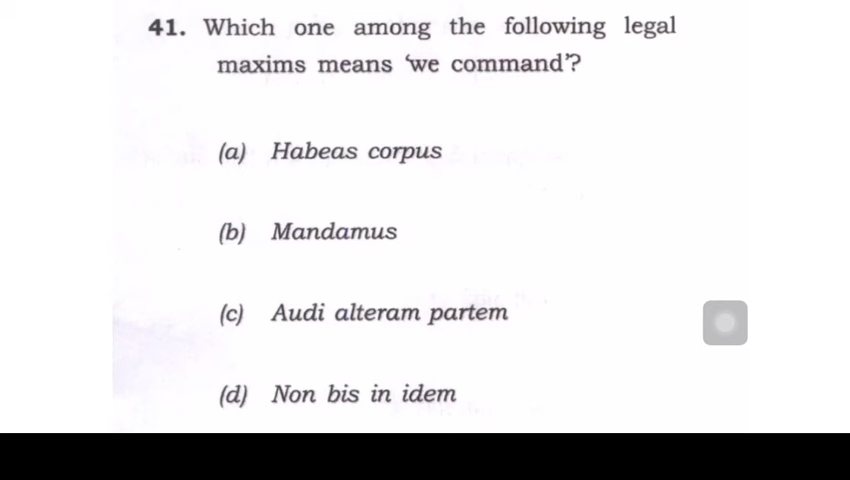 41. Which one among the following legal
maxims means ‘we command’?
(a) Habeas corpus
(b) Mandamus
(c) Audi alteram partem
(d) Non bis in idem